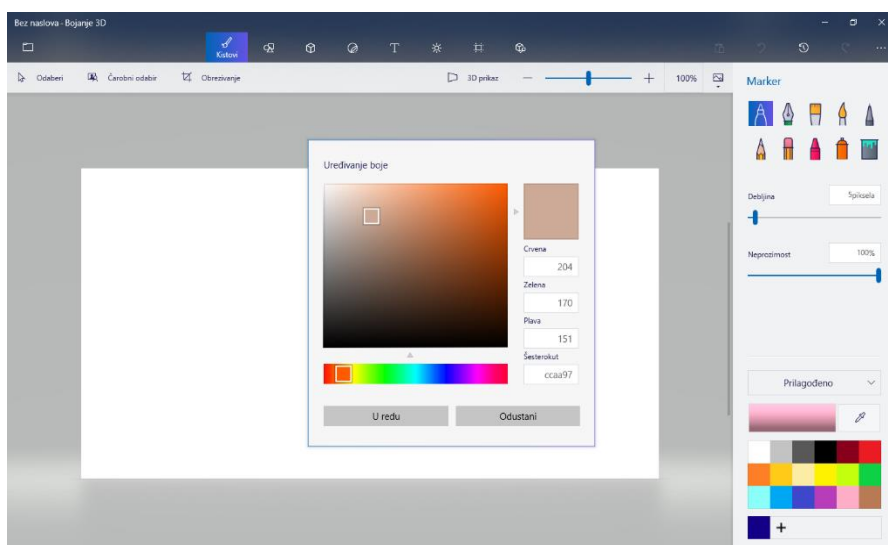 Bez naslova - Bojanje 3D
Kistovi
T
Odaberi Čarobni odabir Obrezivanje 3D prikaz 100%
Marker
Debljina 5piksela
Neprozirnost 100%
Uređivanje boje
Crvena
204
Zelena
170
Plava
151
Šesterokut
ccaa97
U redu Odustani
Prilagođeno